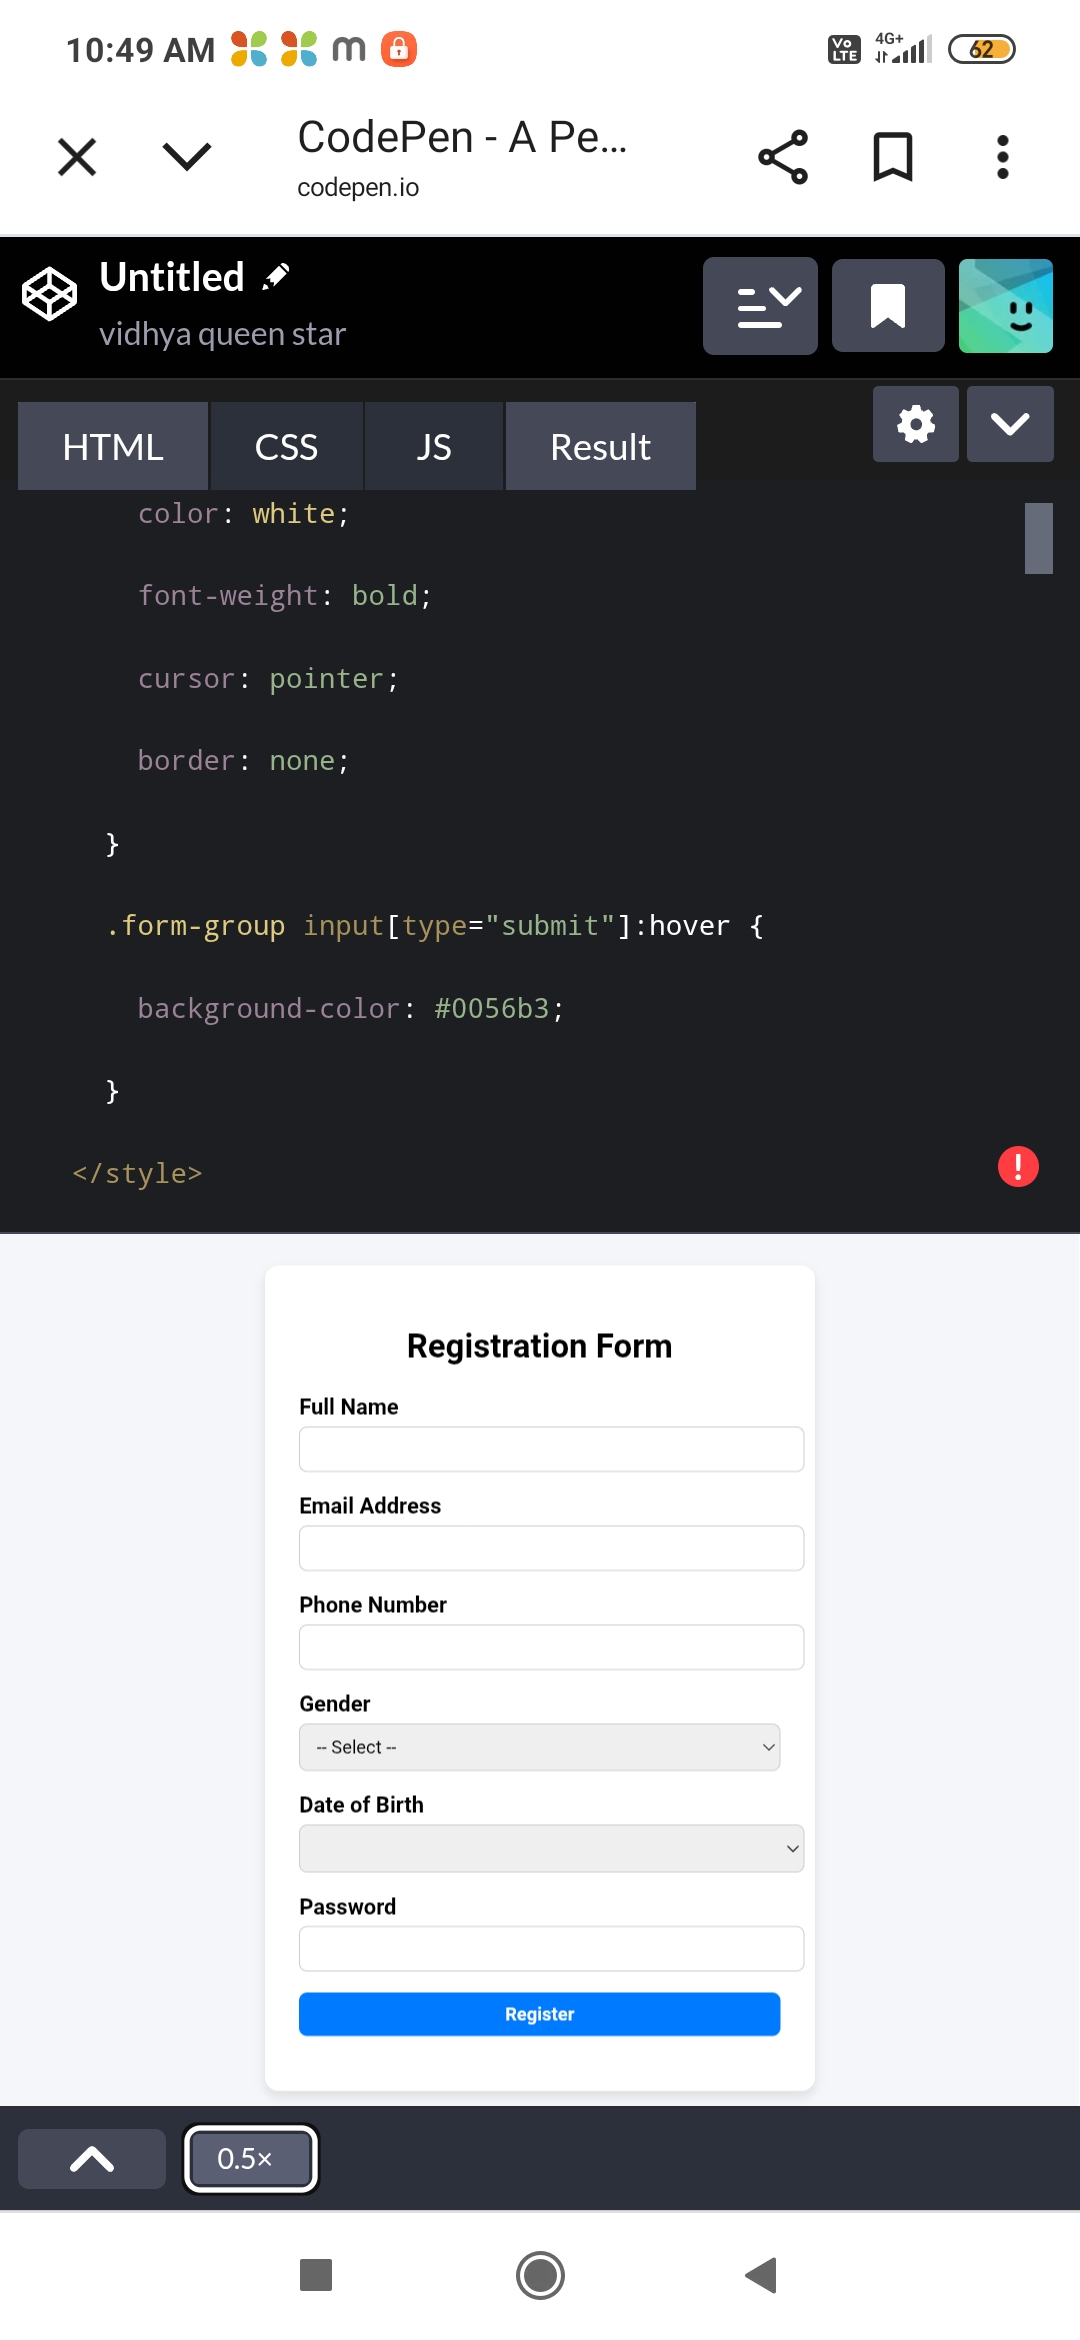 10:49 AM
Vo LTE
4G+
62
CodePen - A Pe...
codepen.io
Untitled
vidhya queen star
HTML
CSS
JS
Result
color: white;
font-weight: bold;
cursor: pointer;
border: none;
}
.form-group input[type="submit"]:hover {
background-color: #0056b3;
}
</style>
Registration Form
Full Name
Email Address
Phone Number
Gender
-- Select --
Date of Birth
Password
Register
0.5×